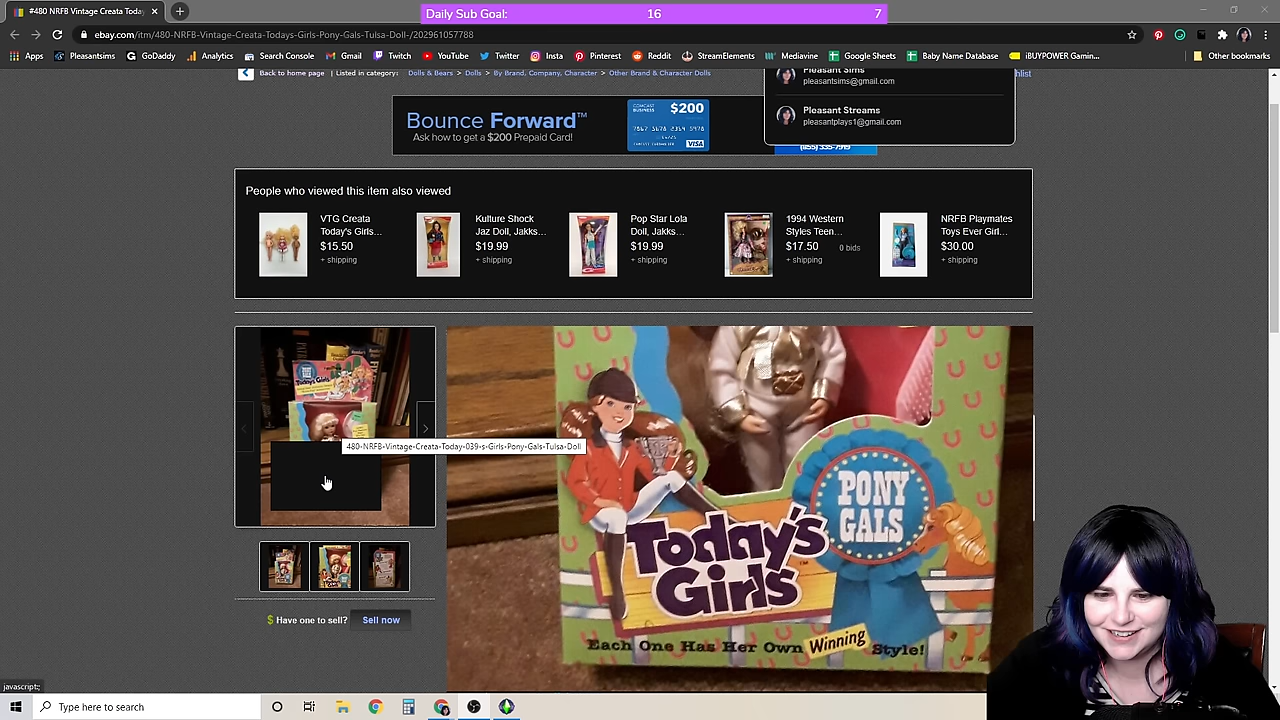 #480 NRFB Vintage Creata Today
Daily Sub Goal: 16 7
ebay.com/itm/480-NRFB-Vintage-Creata-Todays-Girls-Pony-Gals-Tulsa-Doll-/202961057788
Apps Pleasantsims GoDaddy Analytics Search Console Gmail Twitch YouTube Twitter Insta Pinterest Reddit StreamElements Mediavine Google Sheets Baby Name Database iBUYPOWER Gamin... Other bookmarks
Back to home page | Listed in category: Dolls & Bears > Dolls > By Brand, Company, Character > Other Brand & Character Dolls
Pleasant Sims
pleasantsims@gmail.com
Pleasant Streams
pleasantplays1@gmail.com
Bounce Forward™
Ask how to get a $200 Prepaid Card!
COMCAST
BUSINESS
$200
VISA
People who viewed this item also viewed
VTG Creata
Today's Girls...
$15.50
+ shipping
Kulture Shock
Jaz Doll, Jakks...
$19.99
+ shipping
Pop Star Lola
Doll, Jakks...
$19.99
+ shipping
1994 Western
Styles Teen...
$17.50 0 bids
+ shipping
NRFB Playmates
Toys Ever Girl...
$30.00
+ shipping
Today's Girls
480-NRFB-Vintage-Creata-Today-039-s-Girls-Pony-Gals-Tulsa-Doll
PONY
GALS
Today's
Girls™
Each One Has Her Own Winning Style!
$ Have one to sell? Sell now
javascript:;
Type here to search